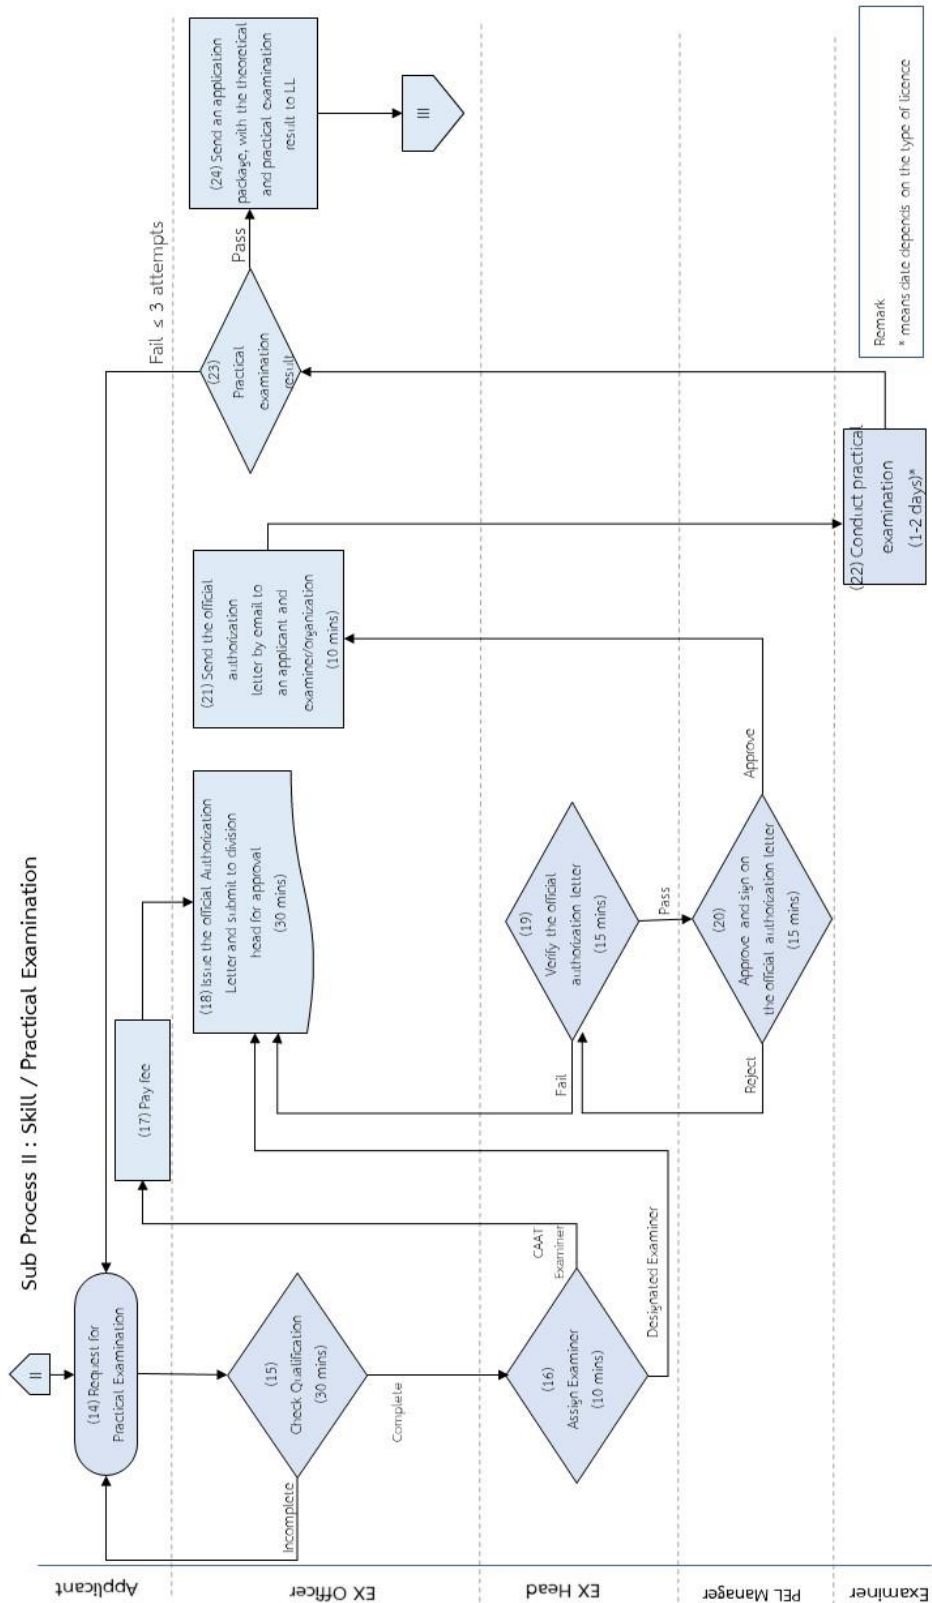 Sub Process II : Skill / Practical Examination
Applicant
EX Officer
EX Head
PEL Manager
Examiner
II
(14) Request for
Practical Examination
Incomplete
(15)
Check Qualification
(30 mins)
Complete
(16)
Assign Examiner
(10 mins)
CAAT
Examiner
Designated Examiner
(17) Pay fee
(18) Issue the official Authorization
Letter and submit to division
head for approval
(30 mins)
Fail
(19)
Verify the official
authorization letter
(15 mins)
Pass
Reject
(20)
Approve and sign on
the official authorization letter
(15 mins)
Approve
(21) Send the official
authorization
letter by email to
an applicant and
examiner/organization
(10 mins)
(22) Conduct practical
examination
(1-2 days)*
(23)
Practical
examination
result
Fail ≤ 3 attempts
Pass
(24) Send an application
package, with the theoretical
and practical examination
result to LL
III
Remark
* means date depends on the type of licence